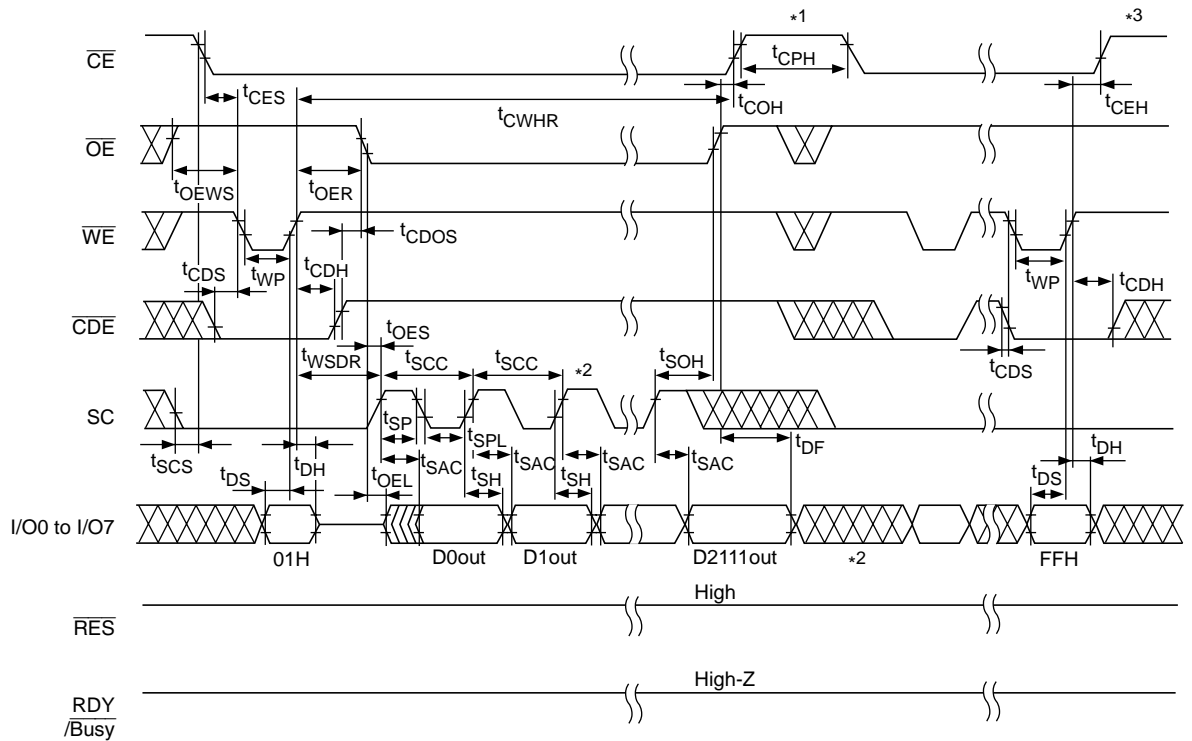 *1 *3
CE
tCPH
tCES tCOH tCEH
tCWHR
OE
tOEWS tOER
WE
tCDOS
tCDS tWP tCDH tWP tCDH
CDE
tOES
tWSDR tSCC tSCC *2 tSOH tCDS
SC
tSP
tSPL
tSCS tDH tSAC tSAC tSAC tSAC tDF tDH
tDS tOEL tSH tSH tDS
I/O0 to I/O7
01H D0out D1out D2111out *2 FFH
High
RES
High-Z
RDY
/Busy